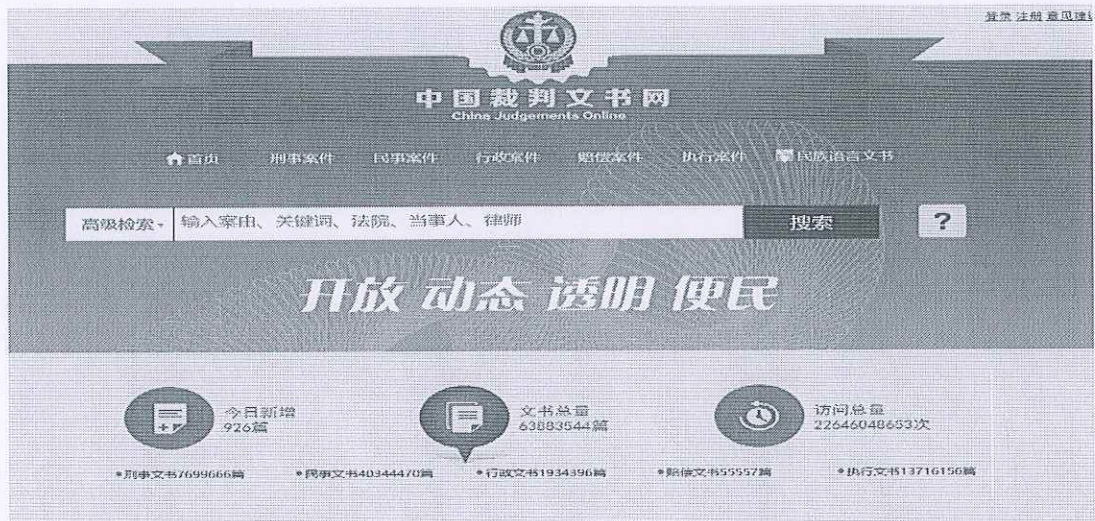 登录 注册 意见建
中国裁判文书网
China Judgements Online
首页 刑事案件 民事案件 行政案件 赔偿案件 执行案件 民族语言文书
高级检索 输入案由、关键词、法院、当事人、律师 搜索 ?
开放 动态 透明 便民
今日新增
926篇
文书总量
63883544篇
访问总量
22646048653次
刑事文书7699666篇 民事文书40344470篇 行政文书1934396篇 赔偿文书55557篇 执行文书13716156篇